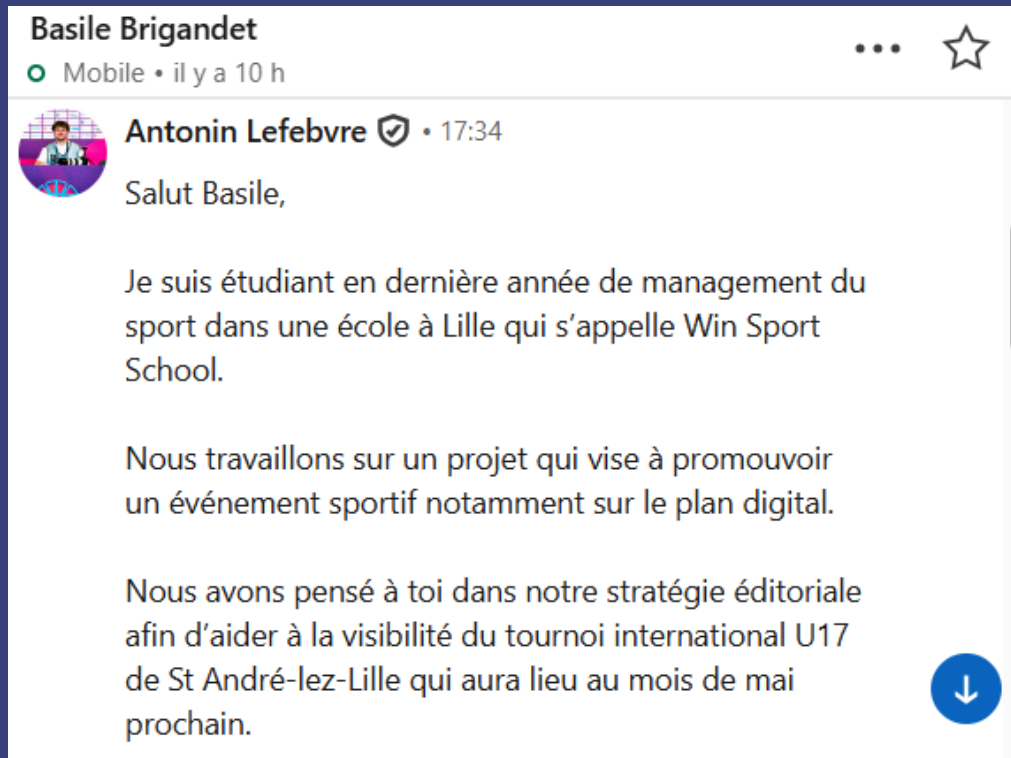 Basile Brigandet
Mobile • il y a 10 h
Antonin Lefebvre • 17:34
Salut Basile,
Je suis étudiant en dernière année de management du
sport dans une école à Lille qui s’appelle Win Sport
School.
Nous travaillons sur un projet qui vise à promouvoir
un événement sportif notamment sur le plan digital.
Nous avons pensé à toi dans notre stratégie éditoriale
afin d’aider à la visibilité du tournoi international U17
de St André-lez-Lille qui aura lieu au mois de mai
prochain.